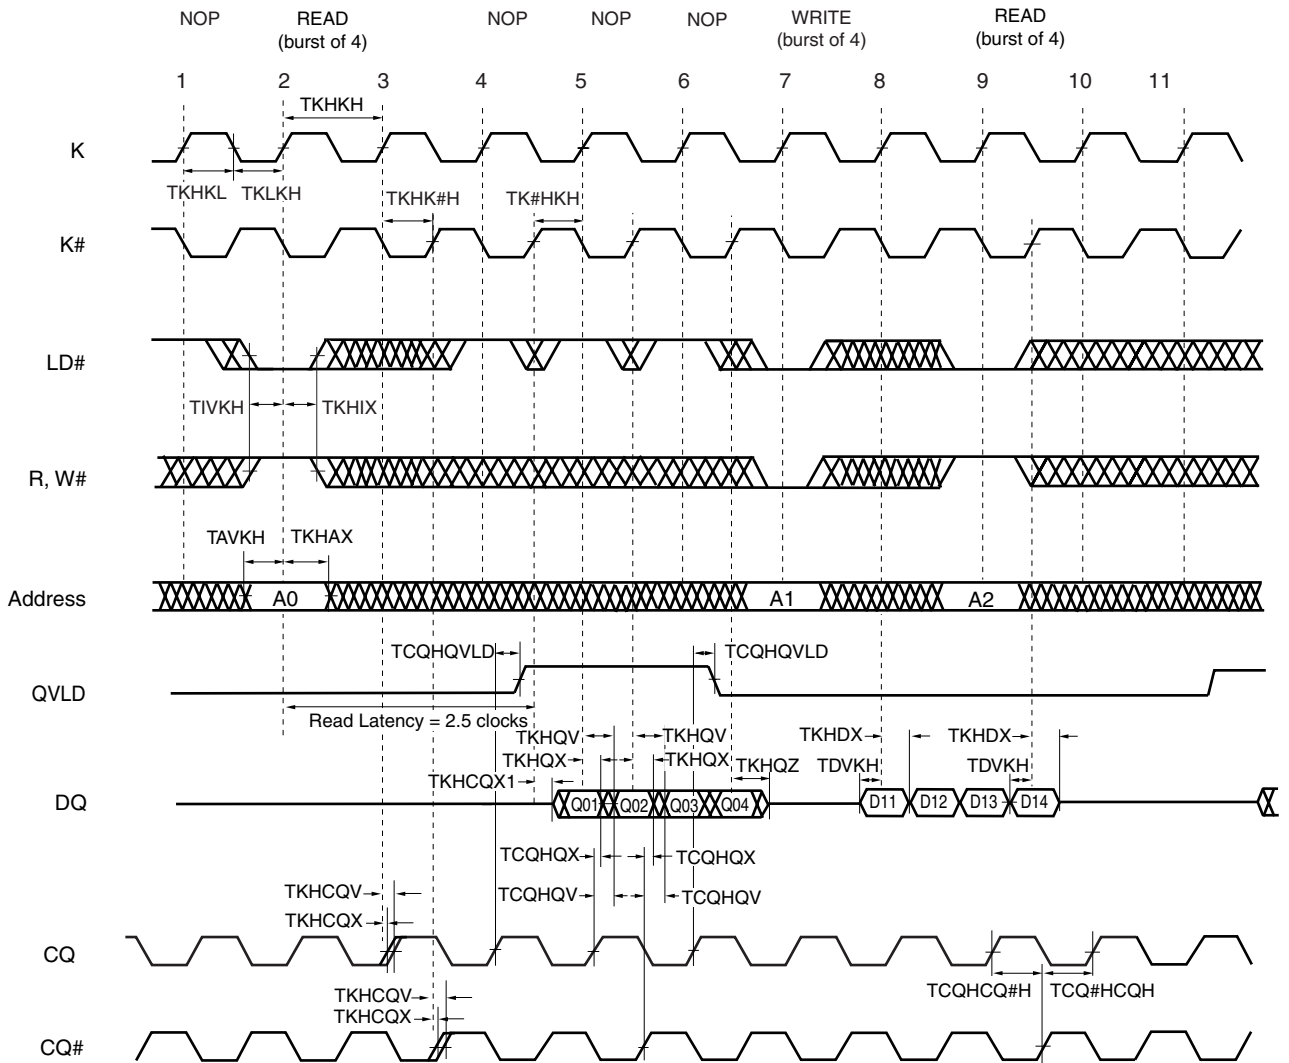 NOP READ NOP NOP NOP WRITE READ
(burst of 4) (burst of 4) (burst of 4)
1 2 3 4 5 6 7 8 9 10 11
TKHKH
K
TKHKL TKLKH TKHK#H TK#HKH
K#
LD#
TIVKH TKHIX
R, W#
TAVKH TKHAX
Address A0 A1 A2
TCQHQVLD TCQHQVLD
QVLD
Read Latency = 2.5 clocks
TKHQV TKHQV TKHDX TKHDX
TKHQX TKHQX
TKHQZ TDVKH TDVKH
TKHCQX1
DQ Q01 Q02 Q03 Q04 D11 D12 D13 D14
TCQHQX TCQHQX
TKHCQV TCQHQV TCQHQV
TKHCQX
CQ
TKHCQV TCQHCQ#H TCQ#HCQH
TKHCQX
CQ#